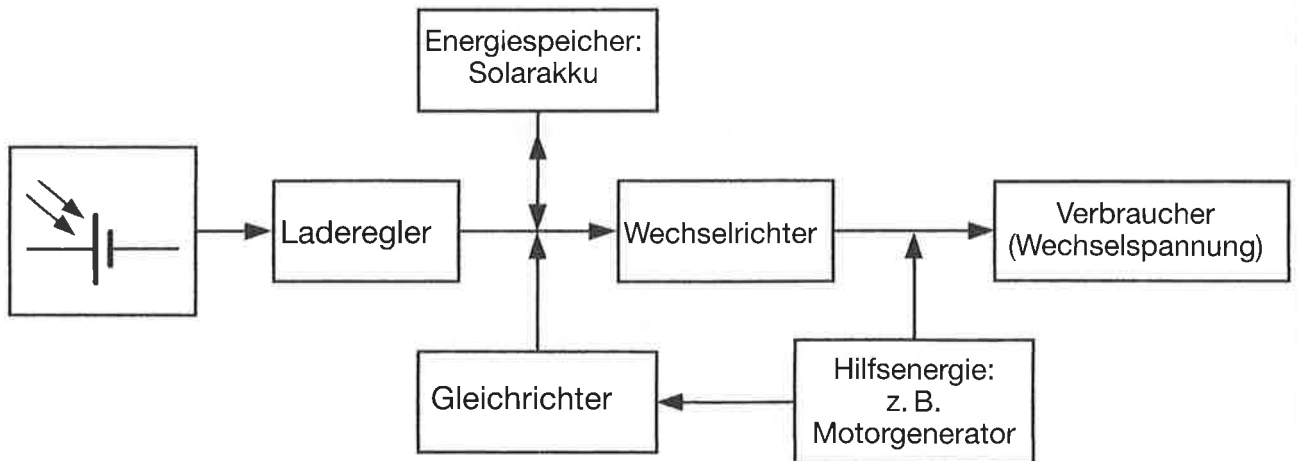 Energiespeicher:
Solarakku
Laderegler
Wechselrichter
Verbraucher
(Wechselspannung)
Gleichrichter
Hilfsenergie:
z. B.
Motorgenerator